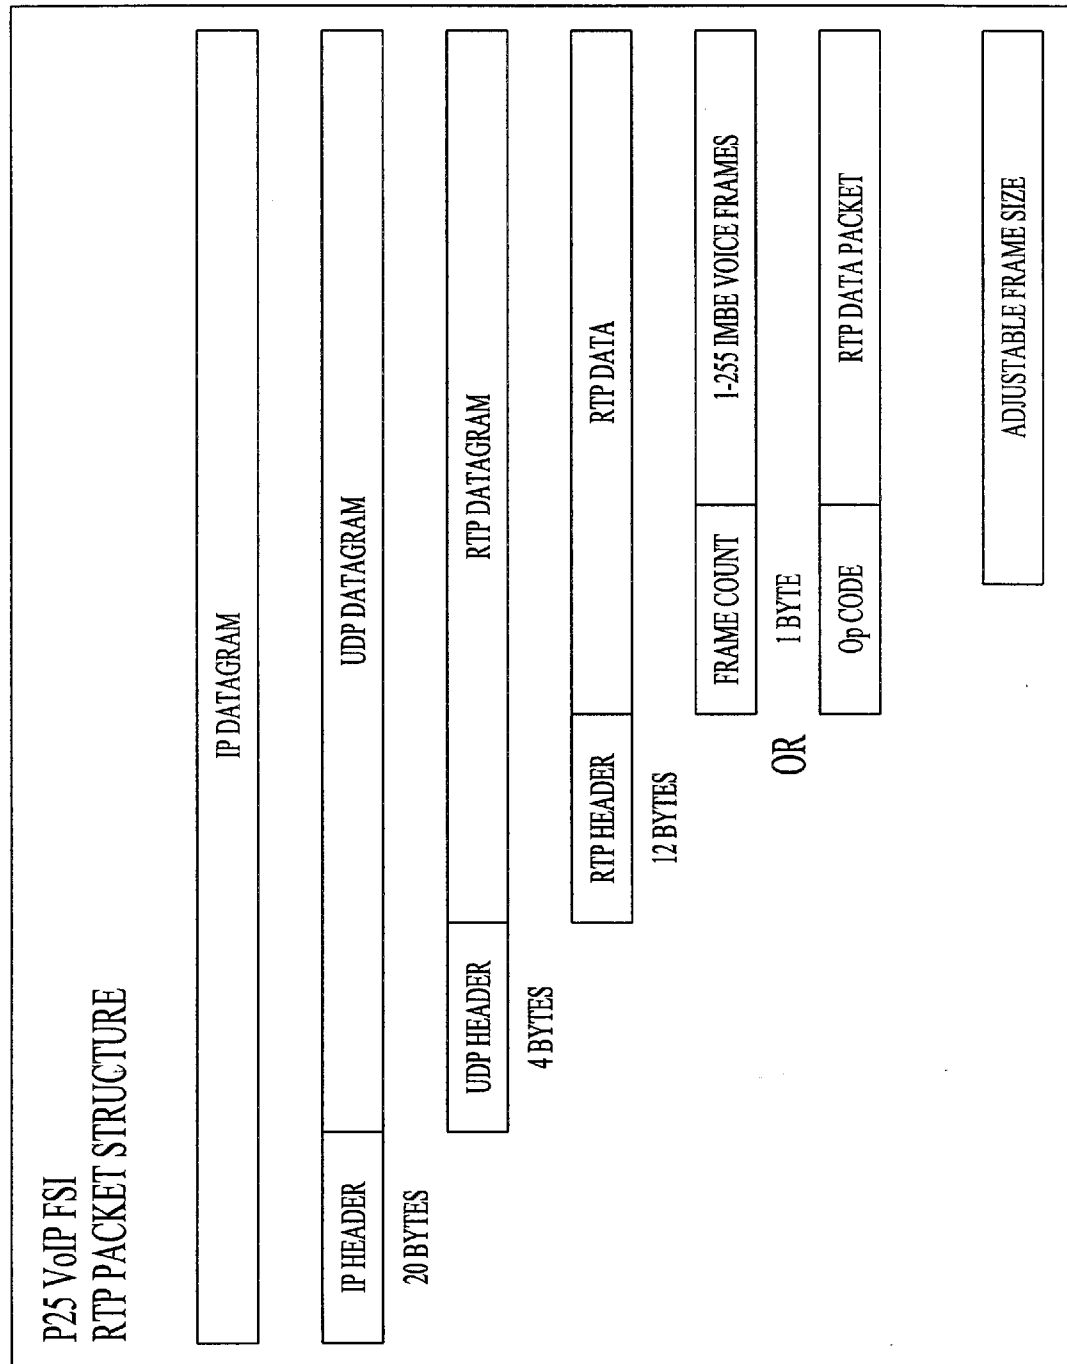 P25 VoIP FSI
RTP PACKET STRUCTURE
IP DATAGRAM
IP HEADER
UDP DATAGRAM
20 BYTES
UDP HEADER
RTP DATAGRAM
4 BYTES
RTP HEADER
RTP DATA
12 BYTES
FRAME COUNT
1-255 IMBE VOICE FRAMES
OR
1 BYTE
Op CODE
RTP DATA PACKET
ADJUSTABLE FRAME SIZE